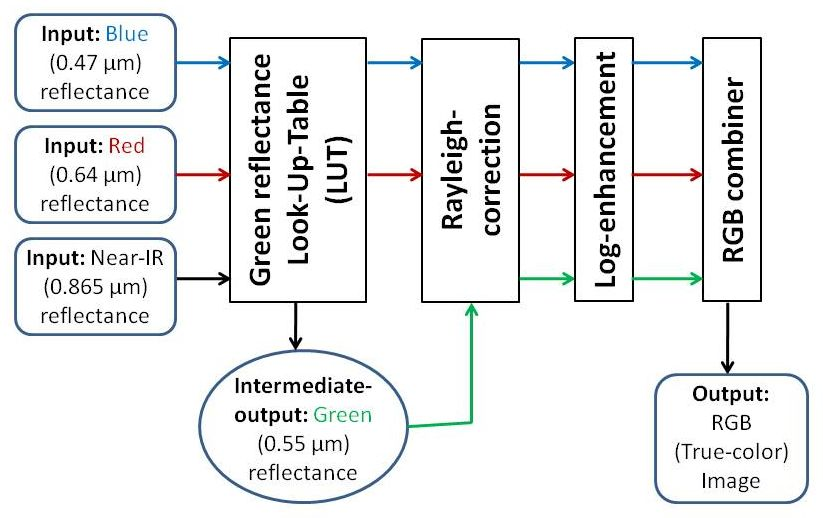 Input: Blue
(0.47 µm)
reflectance
Input: Red
(0.64 µm)
reflectance
Input: Near-IR
(0.865 µm)
reflectance
Green reflectance
Look-Up-Table
(LUT)
Rayleigh-
correction
Log-enhancement
RGB combiner
Intermediate-
output: Green
(0.55 µm)
reflectance
Output:
RGB
(True-color)
Image